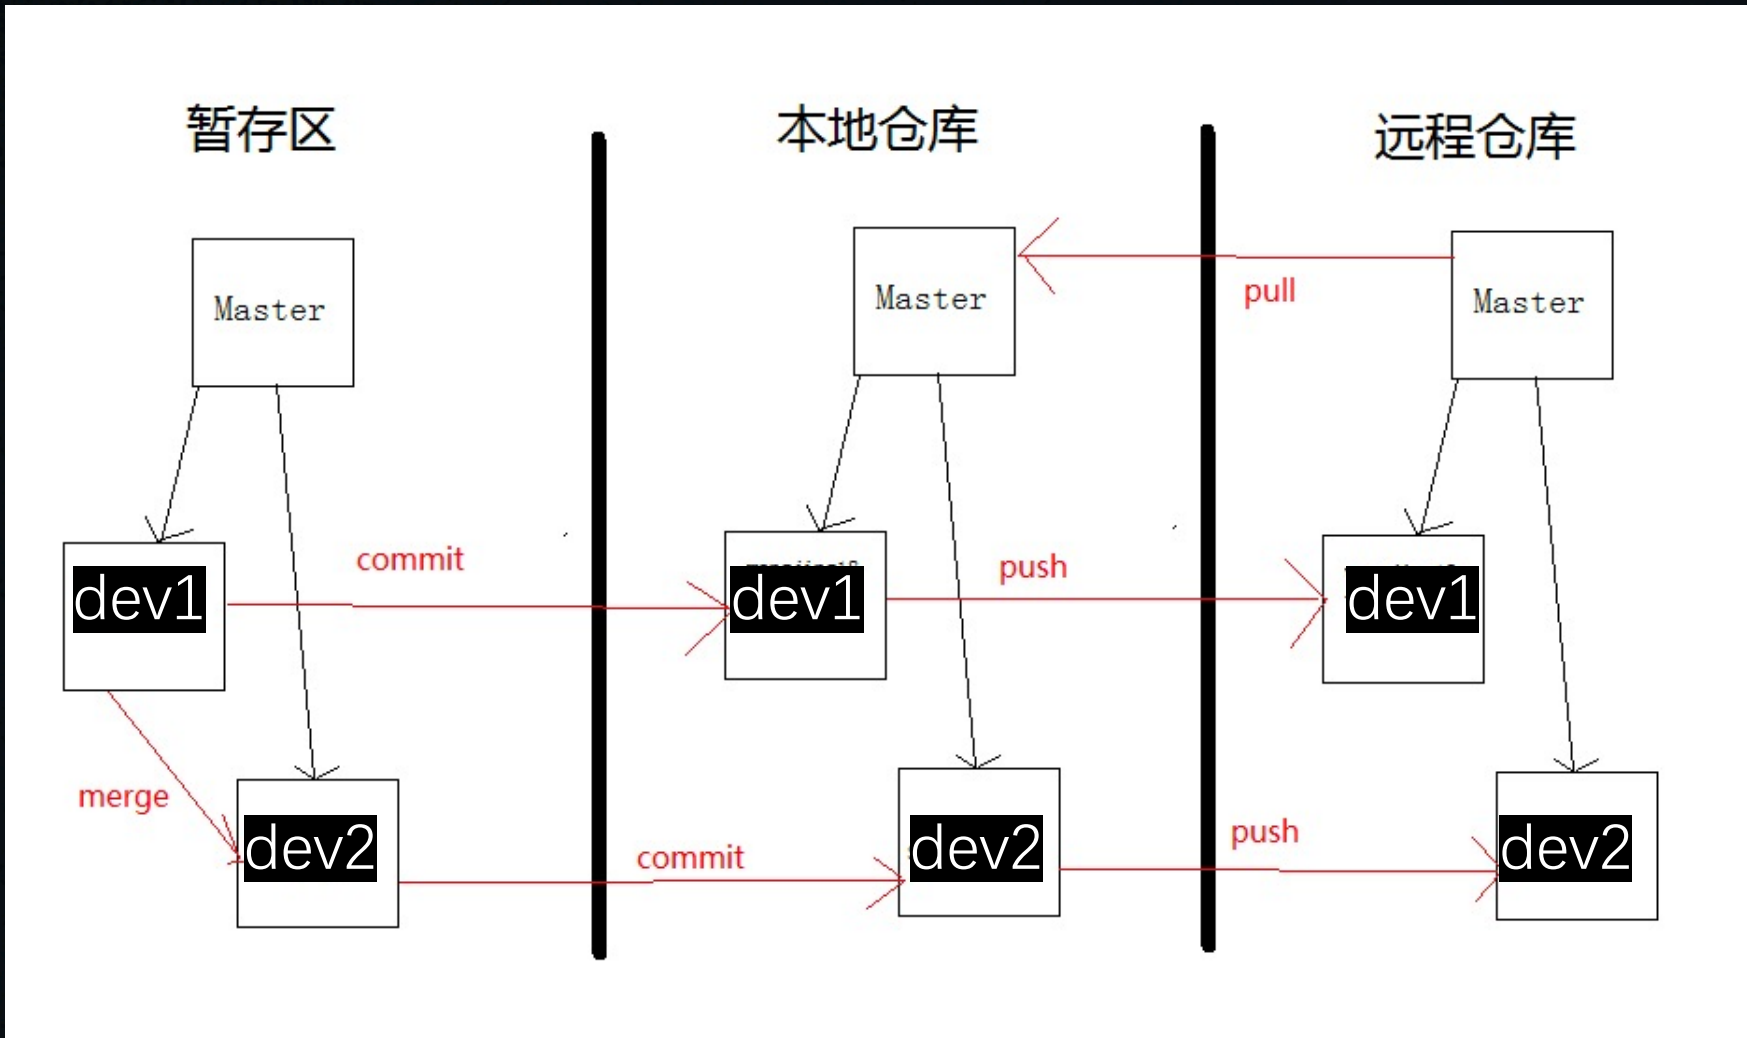 暂存区
本地仓库
远程仓库
Master
Master
Master
pull
commit
push
dev1
dev1
dev1
merge
commit
push
dev2
dev2
dev2